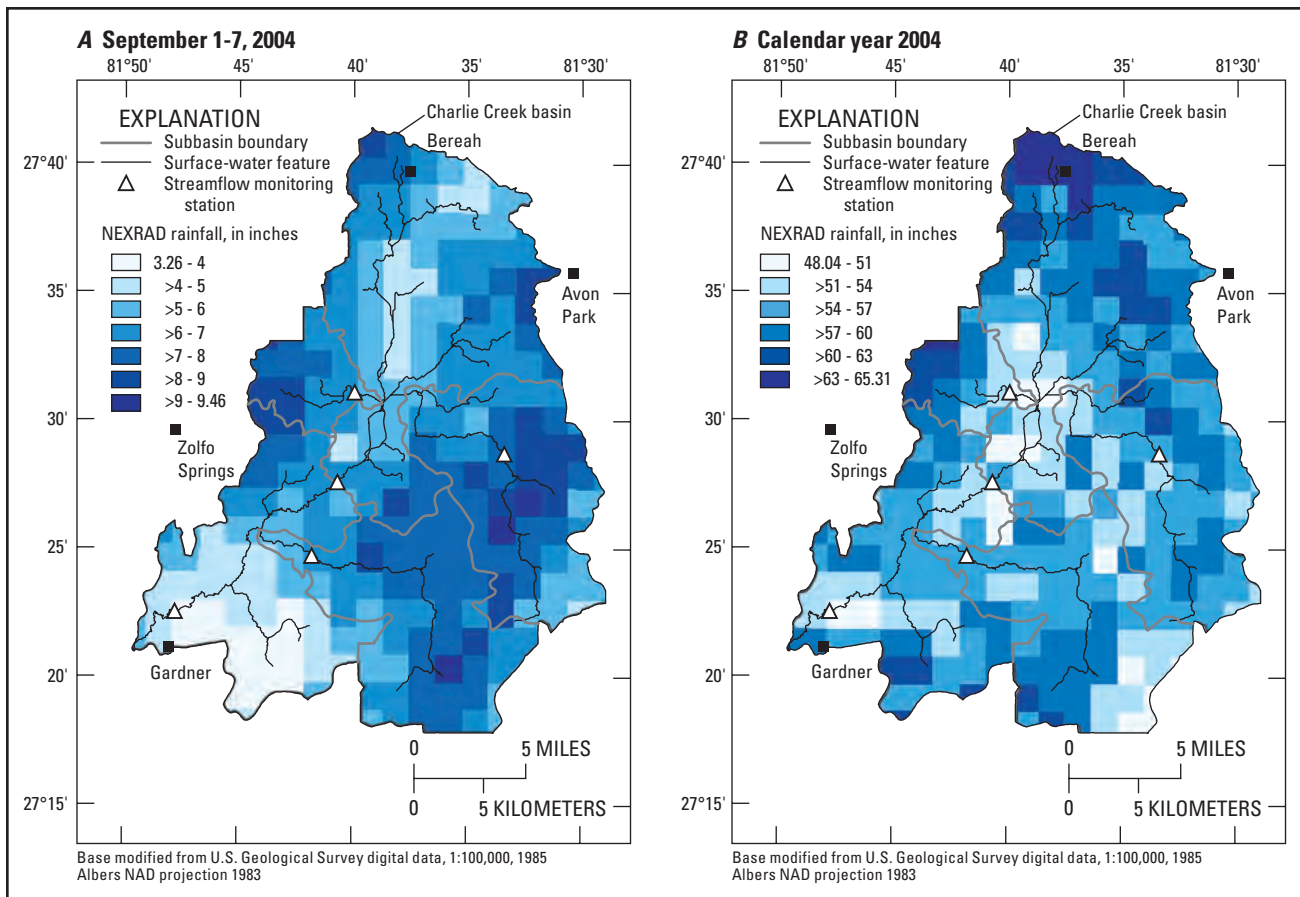 A September 1-7, 2004
81°50'
45'
40'
35'
81°30'
EXPLANATION
Subbasin boundary
Surface-water feature
Streamflow monitoring
station
NEXRAD rainfall, in inches
3.26 - 4
>4 - 5
>5 - 6
>6 - 7
>7 - 8
>8 - 9
>9 - 9.46
Charlie Creek basin
Bereah
Avon
Park
Zolfo
Springs
Gardner
27°40'
35'
30'
25'
20'
27°15'
0 5 MILES
0 5 KILOMETERS
Base modified from U.S. Geological Survey digital data, 1:100,000, 1985
Albers NAD projection 1983
B Calendar year 2004
81°50'
45'
40'
35'
81°30'
EXPLANATION
Subbasin boundary
Surface-water feature
Streamflow monitoring
station
NEXRAD rainfall, in inches
48.04 - 51
>51 - 54
>54 - 57
>57 - 60
>60 - 63
>63 - 65.31
Charlie Creek basin
Bereah
Avon
Park
Zolfo
Springs
Gardner
27°40'
35'
30'
25'
20'
27°15'
0 5 MILES
0 5 KILOMETERS
Base modified from U.S. Geological Survey digital data, 1:100,000, 1985
Albers NAD projection 1983